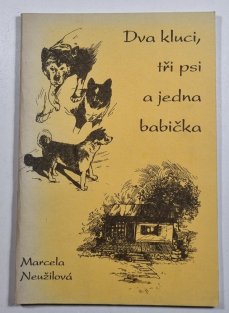 Dva kluci,
tři psi
a jedna
babička
Marcela
Neužilová